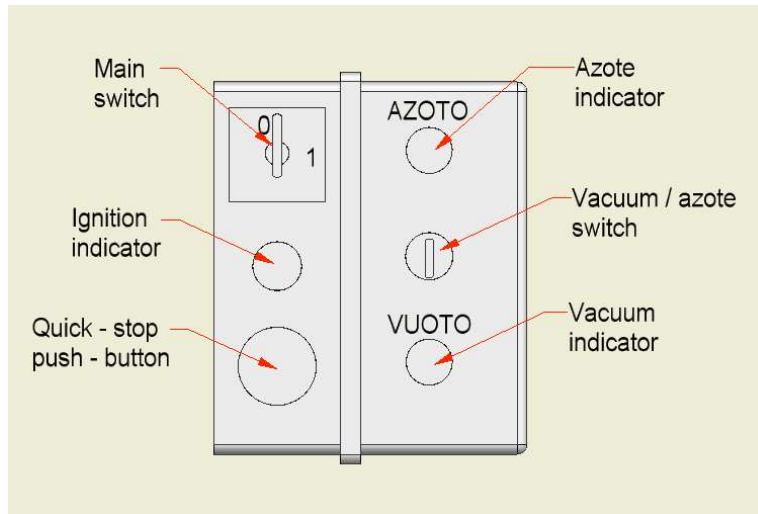 Main
switch
Ignition
indicator
Quick - stop
push - button
0
1
AZOTO
VUOTO
Azote
indicator
Vacuum / azote
switch
Vacuum
indicator